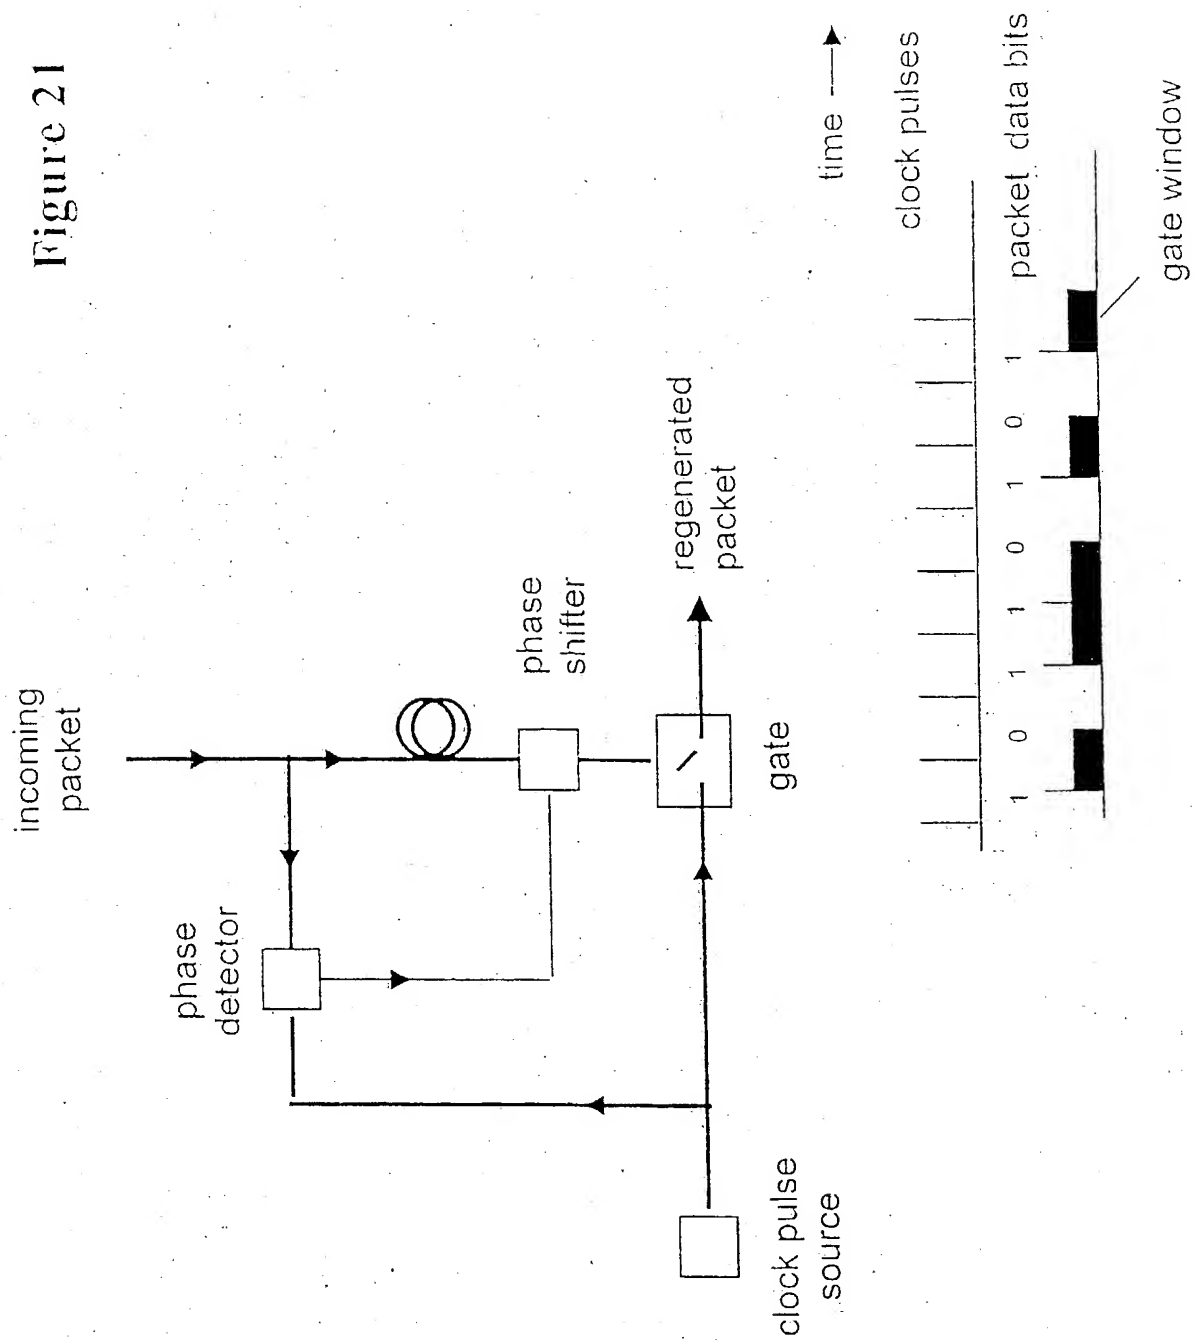 Figure 21
incoming
packet
phase
detector
phase
shifter
regenerated
packet
gate
clock pulse
source
time
clock pulses
1 0 1 1 0 1 0 1 packet data bits
gate window